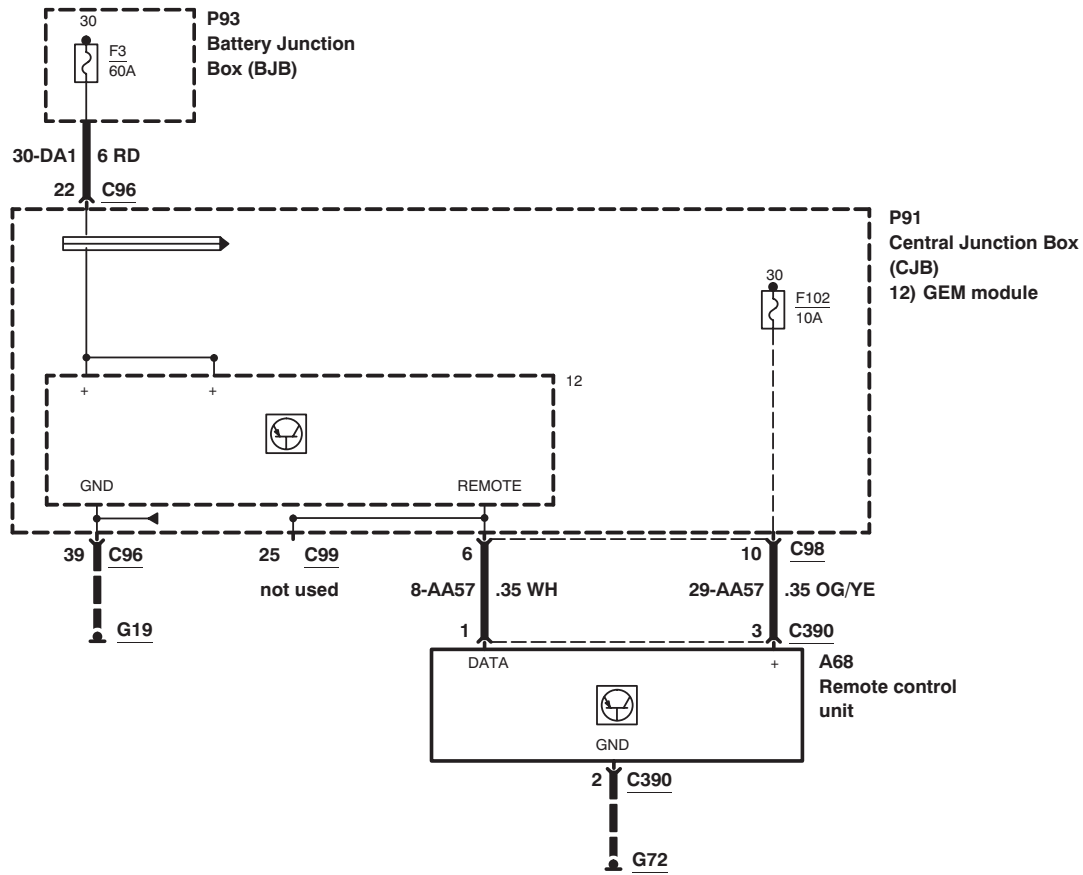 30
F3
60A
P93
Battery Junction
Box (BJB)
30-DA1 6 RD
22 C96
P91
Central Junction Box
(CJB)
12) GEM module
30
F102
10A
12
+ +
GND REMOTE
39 C96 25 C99 6 10 C98
not used 8-AA57 .35 WH 29-AA57 .35 OG/YE
G19
1 3 C390
DATA +
A68
Remote control
unit
GND
2 C390
G72